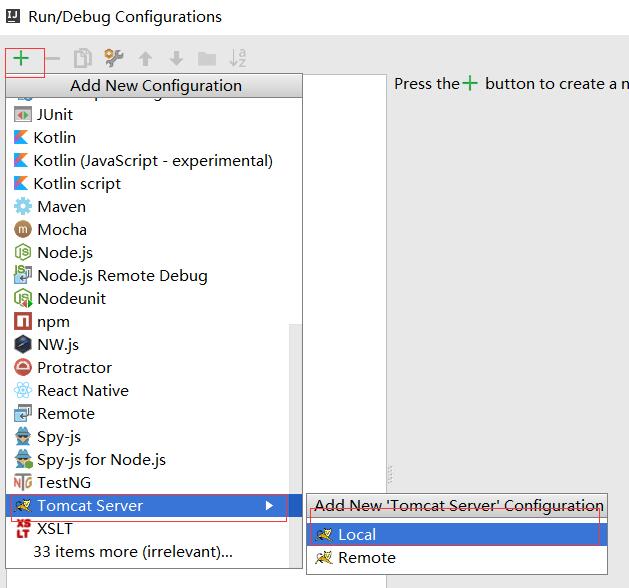 Run/Debug Configurations
Add New Configuration
Press the + button to create a n
JUnit
Kotlin
Kotlin (JavaScript - experimental)
Kotlin script
Maven
Mocha
Node.js
Node.js Remote Debug
Nodeunit
npm
NW.js
Protractor
React Native
Remote
Spy-js
Spy-js for Node.js
TestNG
Tomcat Server
XSLT
33 items more (irrelevant)...
Add New 'Tomcat Server' Configuration
Local
Remote